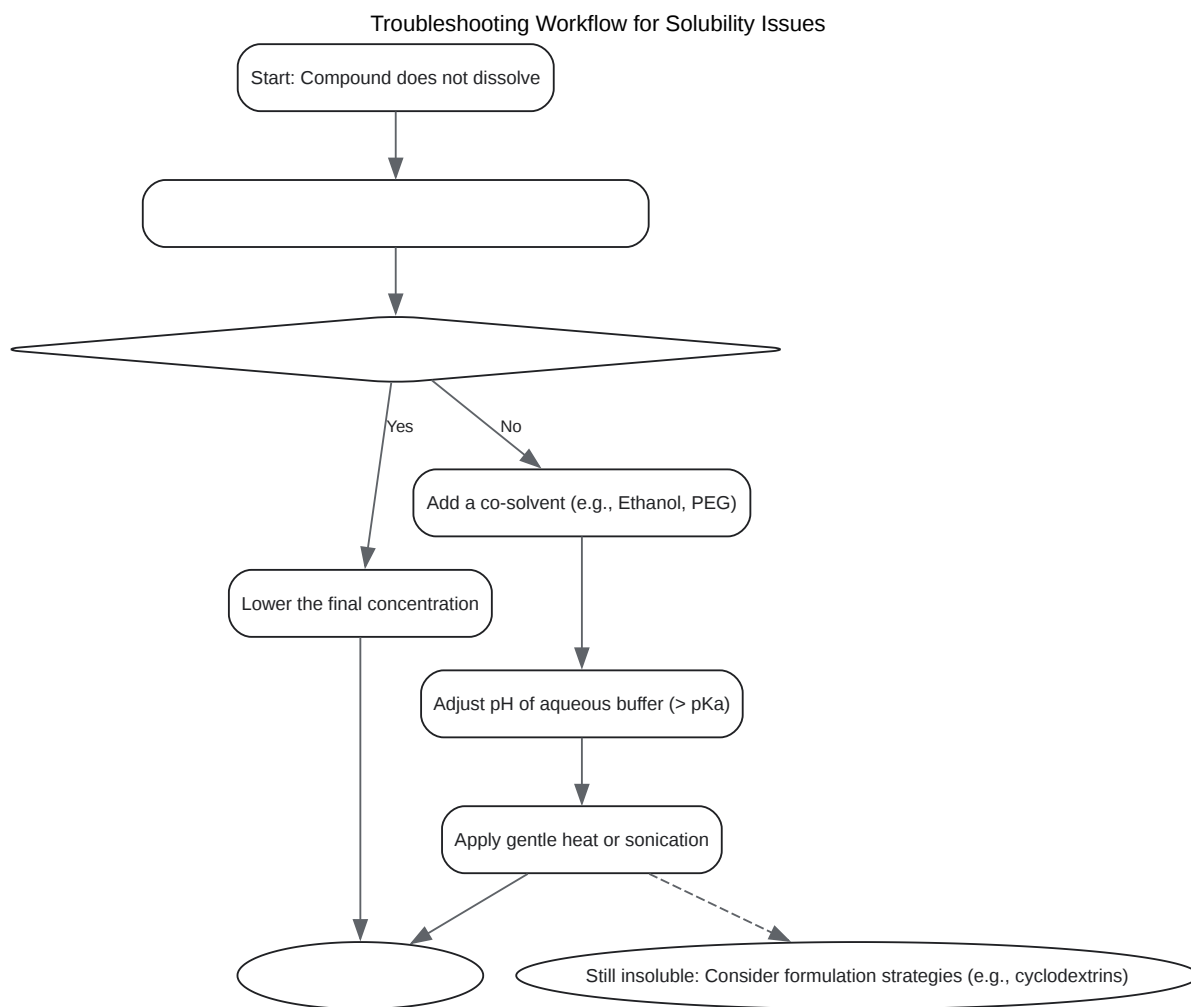 Troubleshooting Workflow for Solubility Issues
Start: Compound does not dissolve
Yes
No
Add a co-solvent (e.g., Ethanol, PEG)
Lower the final concentration
Adjust pH of aqueous buffer (> pKa)
Apply gentle heat or sonication
Still insoluble: Consider formulation strategies (e.g., cyclodextrins)